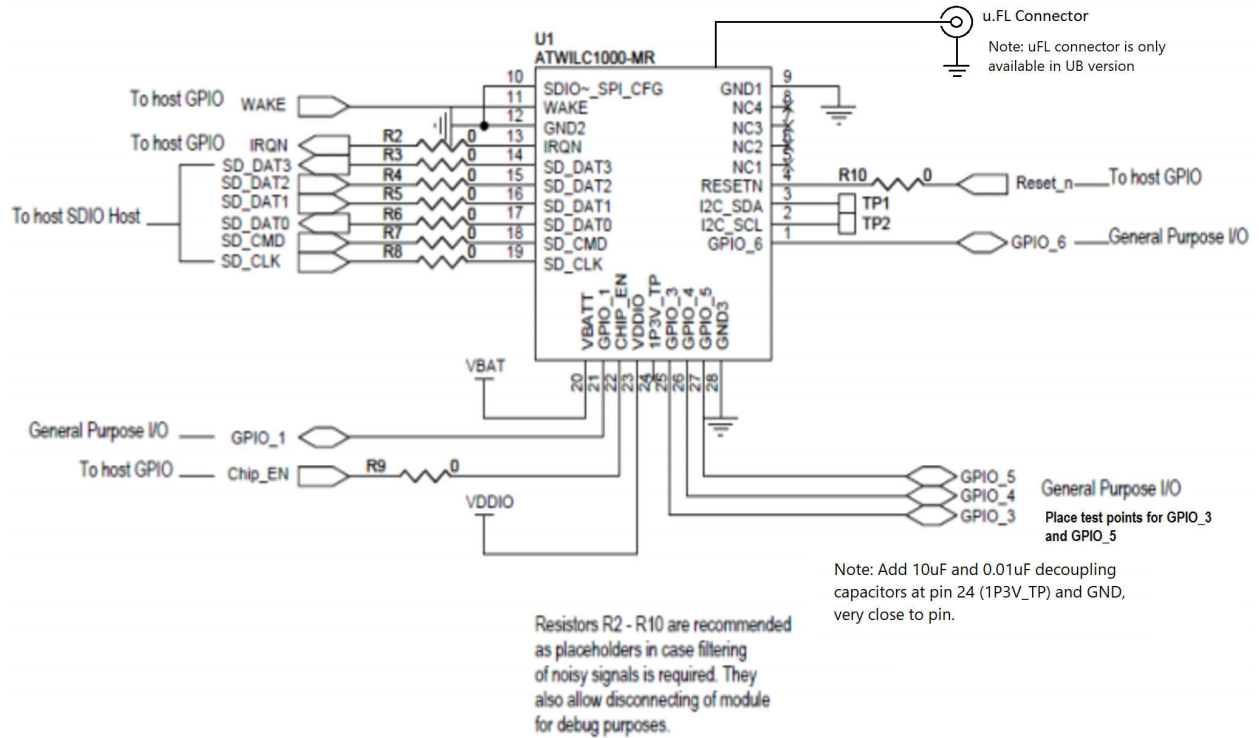 u.FL Connector
Note: uFL connector is only
available in UB version
U1
ATWILC1000-MR
To host GPIO
WAKE
To host GPIO
IRQN
SD_DAT3
SD_DAT2
SD_DAT1
SD_DAT0
SD_CMD
SD_CLK
To host SDIO Host
R2 0
R3
R4 0
R5 0
R6 0
R7 0
R8 0
10 SDIO~_SPI_CFG
11 WAKE
12 GND2
13 IRQN
14 SD_DAT3
15 SD_DAT2
16 SD_DAT1
17 SD_DAT0
18 SD_CMD
19 SD_CLK
GND1 9
NC4 8
NC3
NC2
NC1
RESETN 4
I2C_SDA 3
I2C_SCL 2
GPIO_6 1
R10 0
Reset_n
To host GPIO
TP1
TP2
GPIO_6
General Purpose I/O
VBATT
GPIO_1
CHIP_EN
VDDIO
1P3V_TP
GPIO_3
GPIO_4
GPIO_5
GND3
20
21
22
23
24
25
26
27
28
VBAT
General Purpose I/O
GPIO_1
To host GPIO
Chip_EN
R9 0
VDDIO
GPIO_5
GPIO_4
GPIO_3
General Purpose I/O
Place test points for GPIO_3
and GPIO_5
Note: Add 10uF and 0.01uF decoupling
capacitors at pin 24 (1P3V_TP) and GND,
very close to pin.
Resistors R2 - R10 are recommended
as placeholders in case filtering
of noisy signals is required. They
also allow disconnecting of module
for debug purposes.